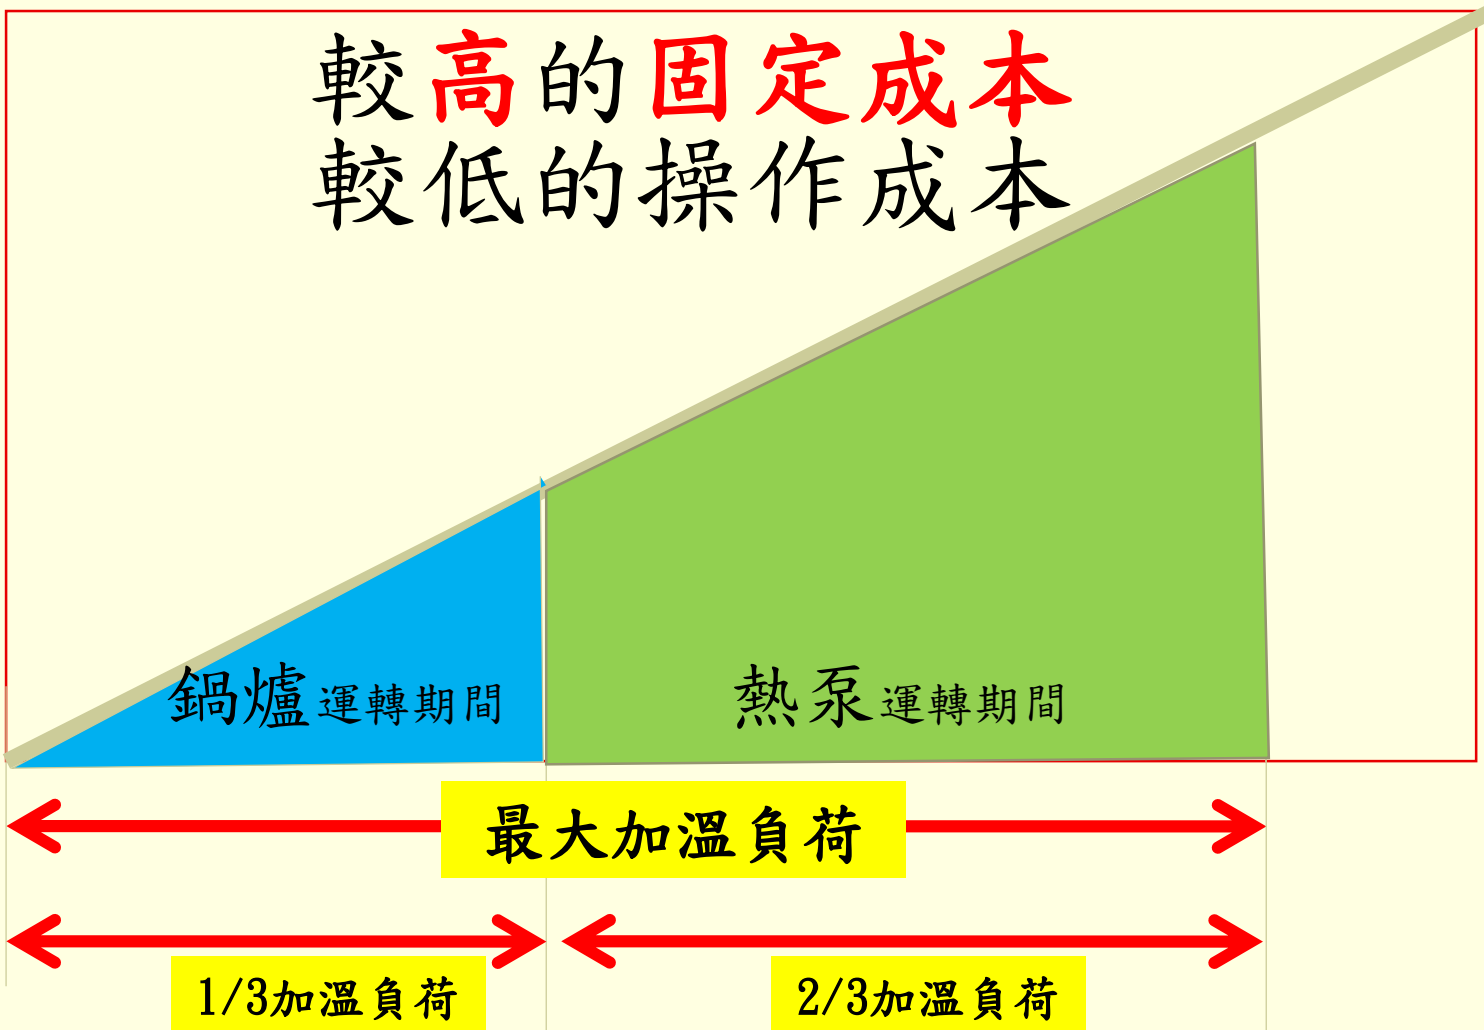 較高的固定成本
較低的操作成本
鍋爐運轉期間
熱泵運轉期間
最大加溫負荷
1/3加溫負荷
2/3加溫負荷